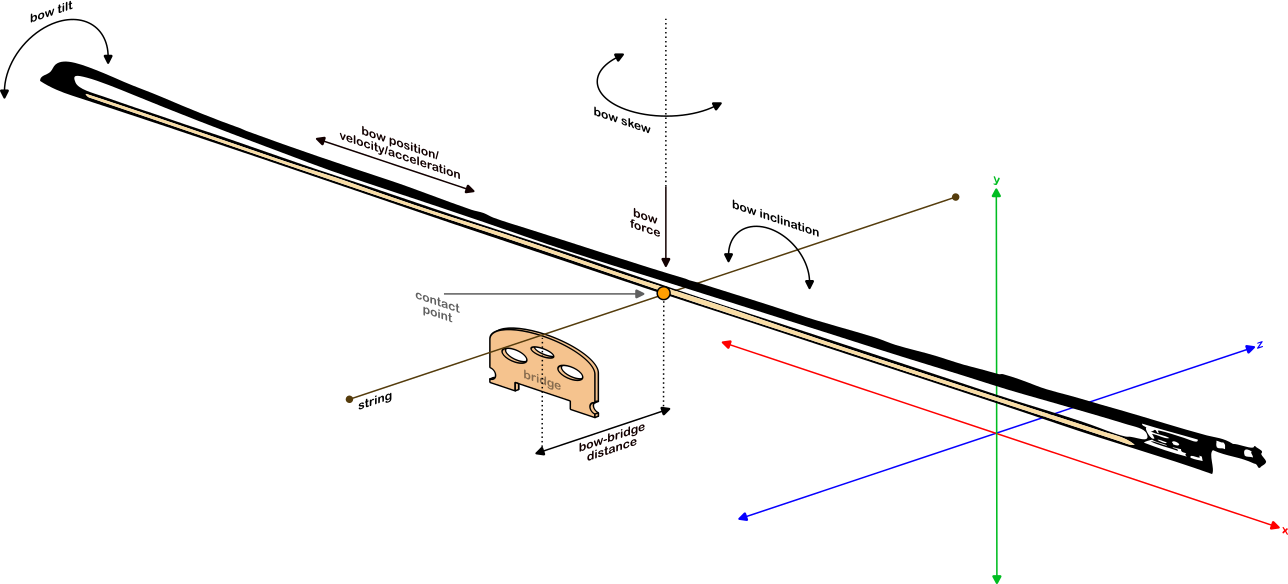 bow tilt
bow position/
velocity/acceleration
bow skew
bow
force
bow inclination
y
contact
point
bridge
string
bow-bridge
distance
z
x